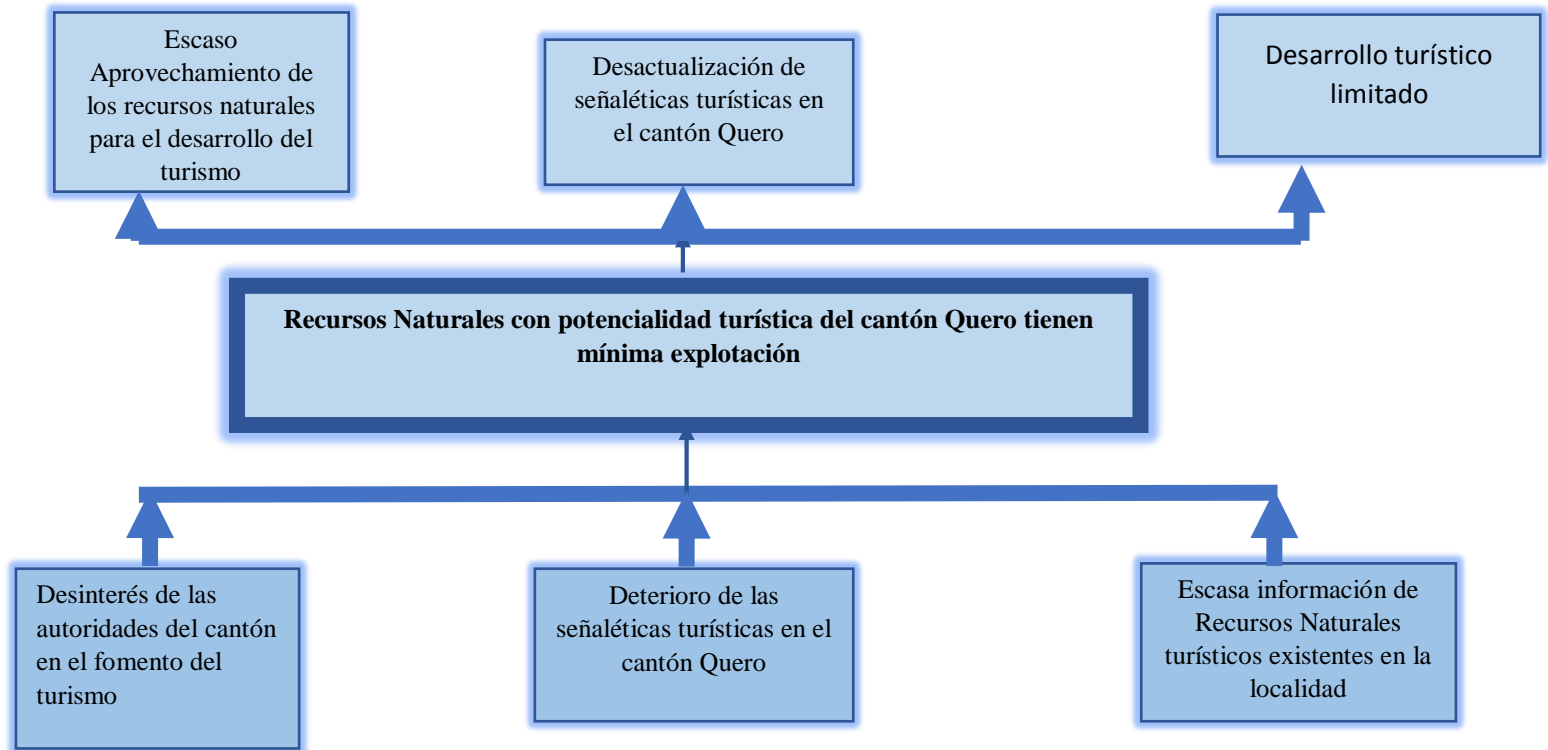 Escaso
Aprovechamiento de
los recursos naturales
para el desarrollo del
turismo
Desactualización de
señaléticas turísticas en
el cantón Quero
Desarrollo turístico
limitado
Recursos Naturales con potencialidad turística del cantón Quero tienen
mínima explotación
Desinterés de las
autoridades del cantón
en el fomento del
turismo
Deterioro de las
señaléticas turísticas en el
cantón Quero
Escasa información de
Recursos Naturales
turísticos existentes en la
localidad